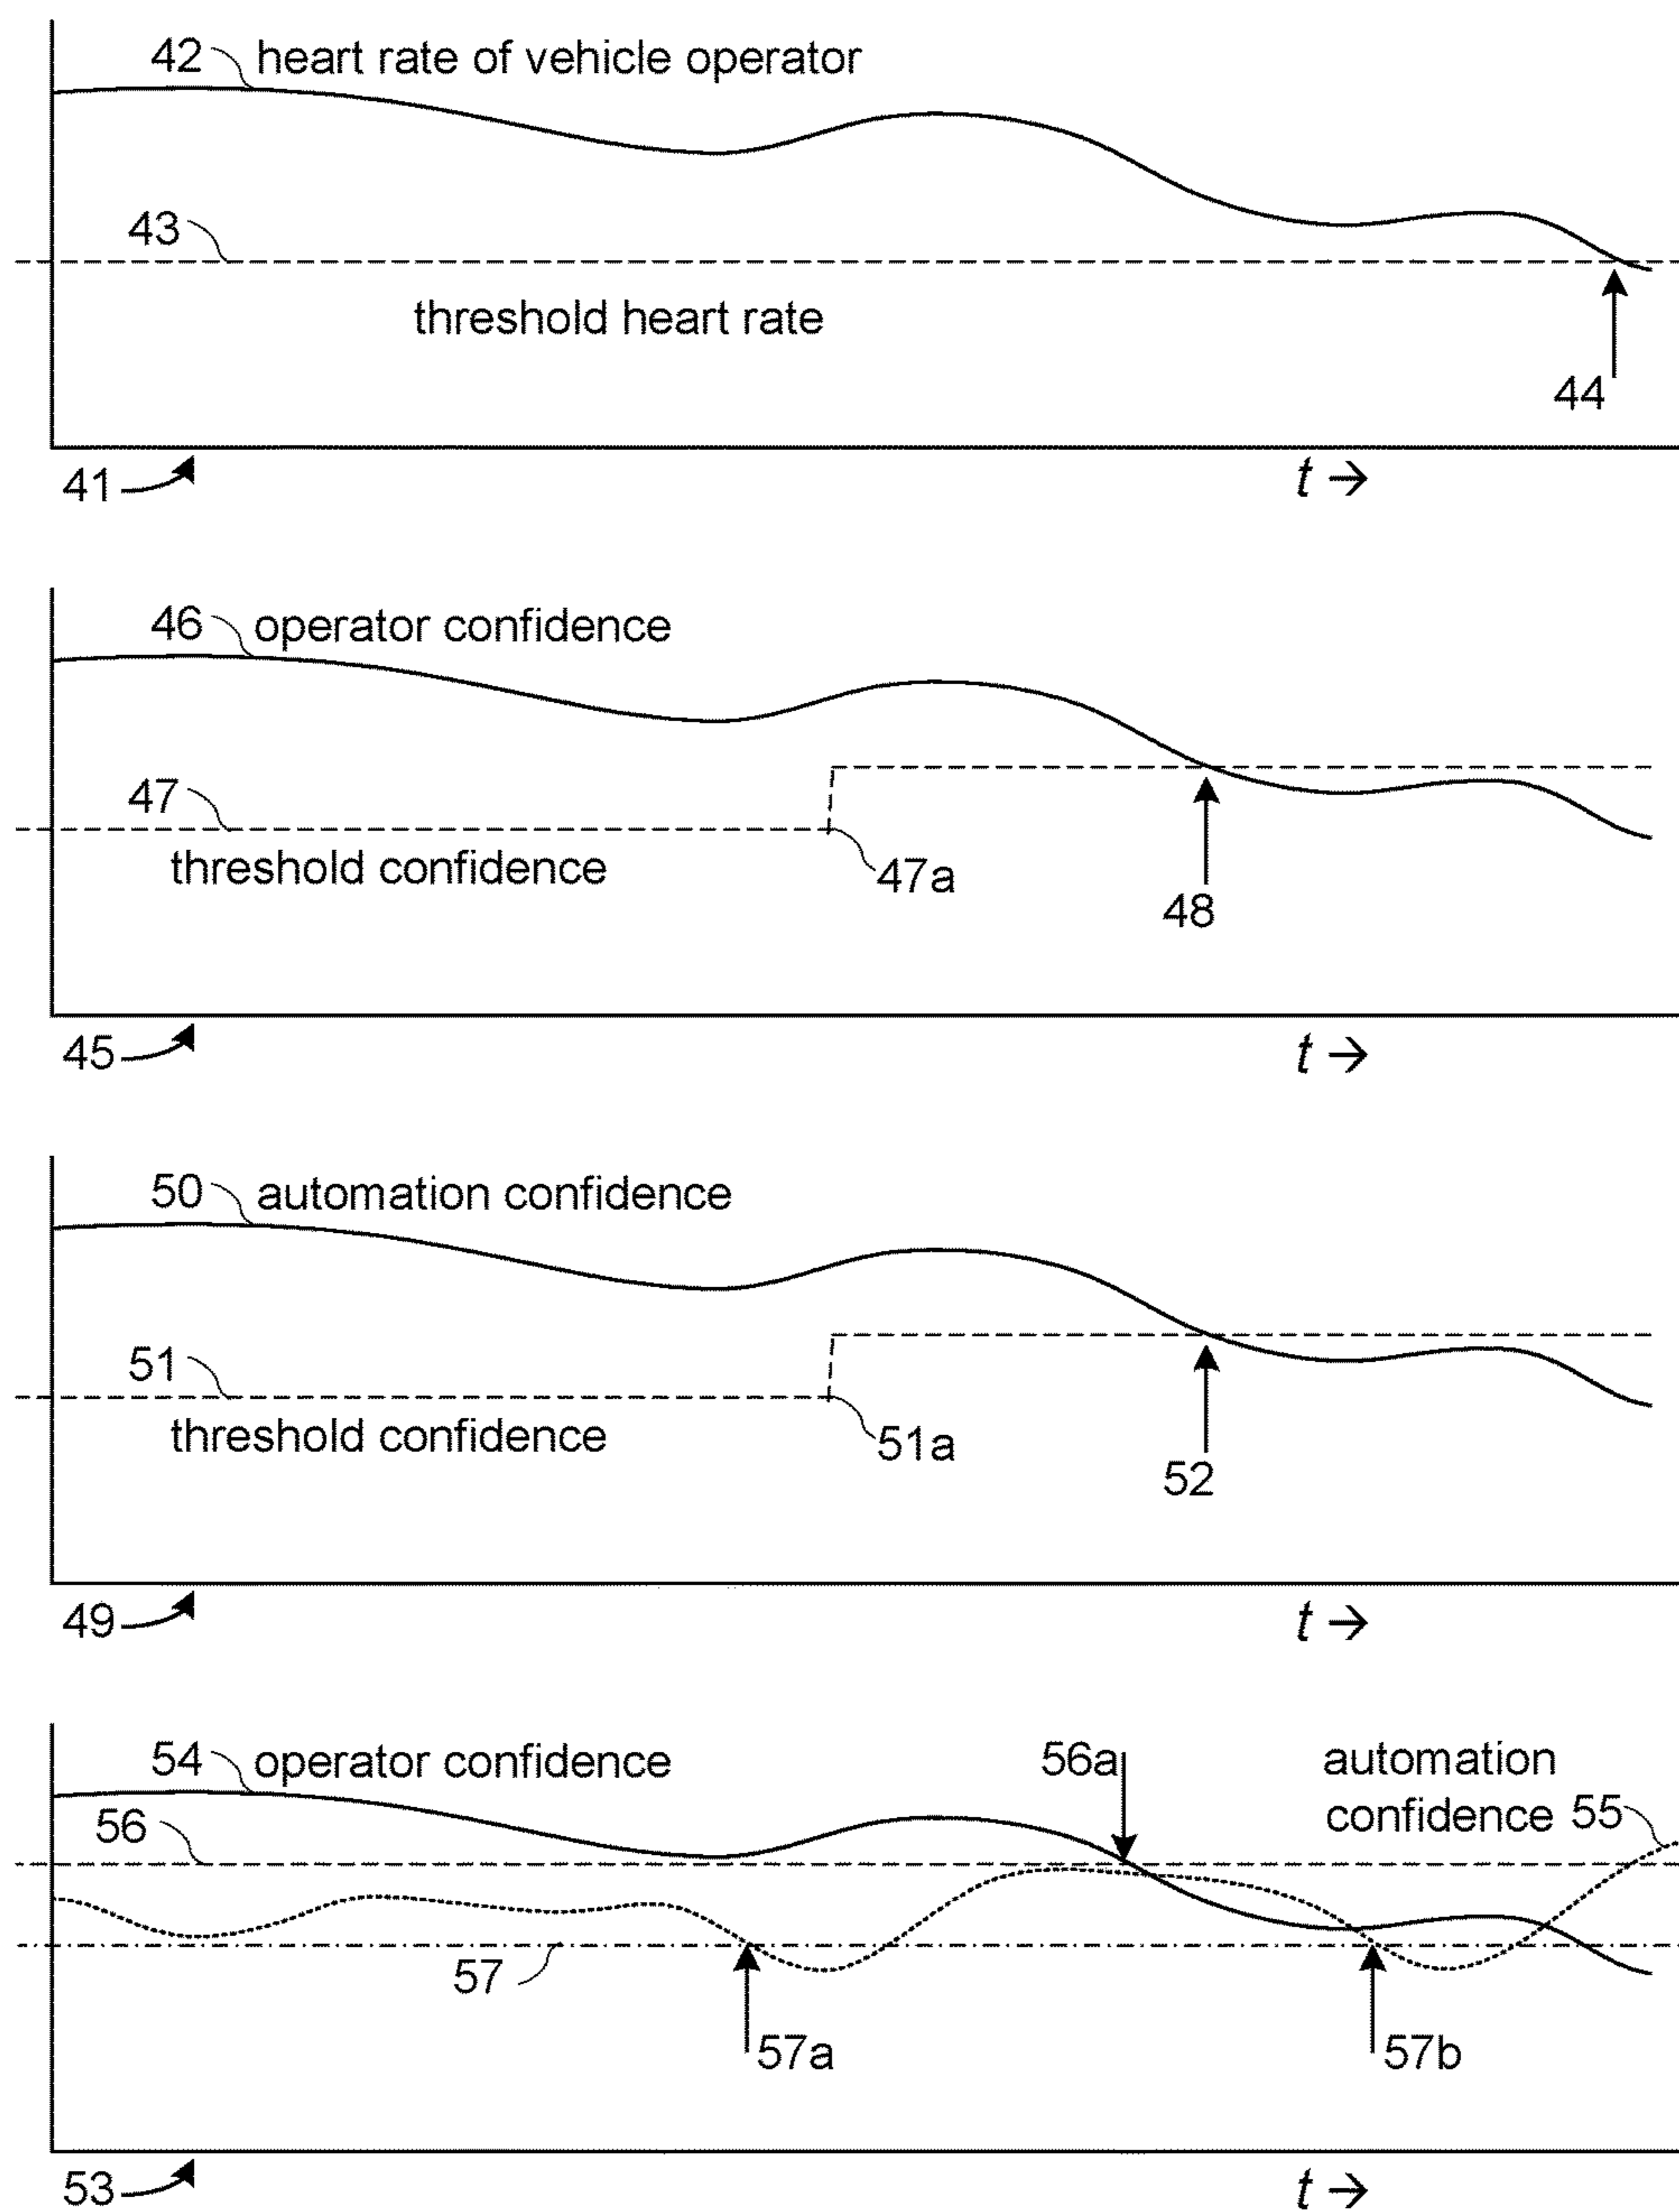 42 heart rate of vehicle operator
43
threshold heart rate
44
41 t →
46 operator confidence
47
threshold confidence
47a
48
45 t →
50 automation confidence
51
threshold confidence
51a
52
49 t →
54 operator confidence 56a automation
56 confidence 55
57
57a 57b
53 t →